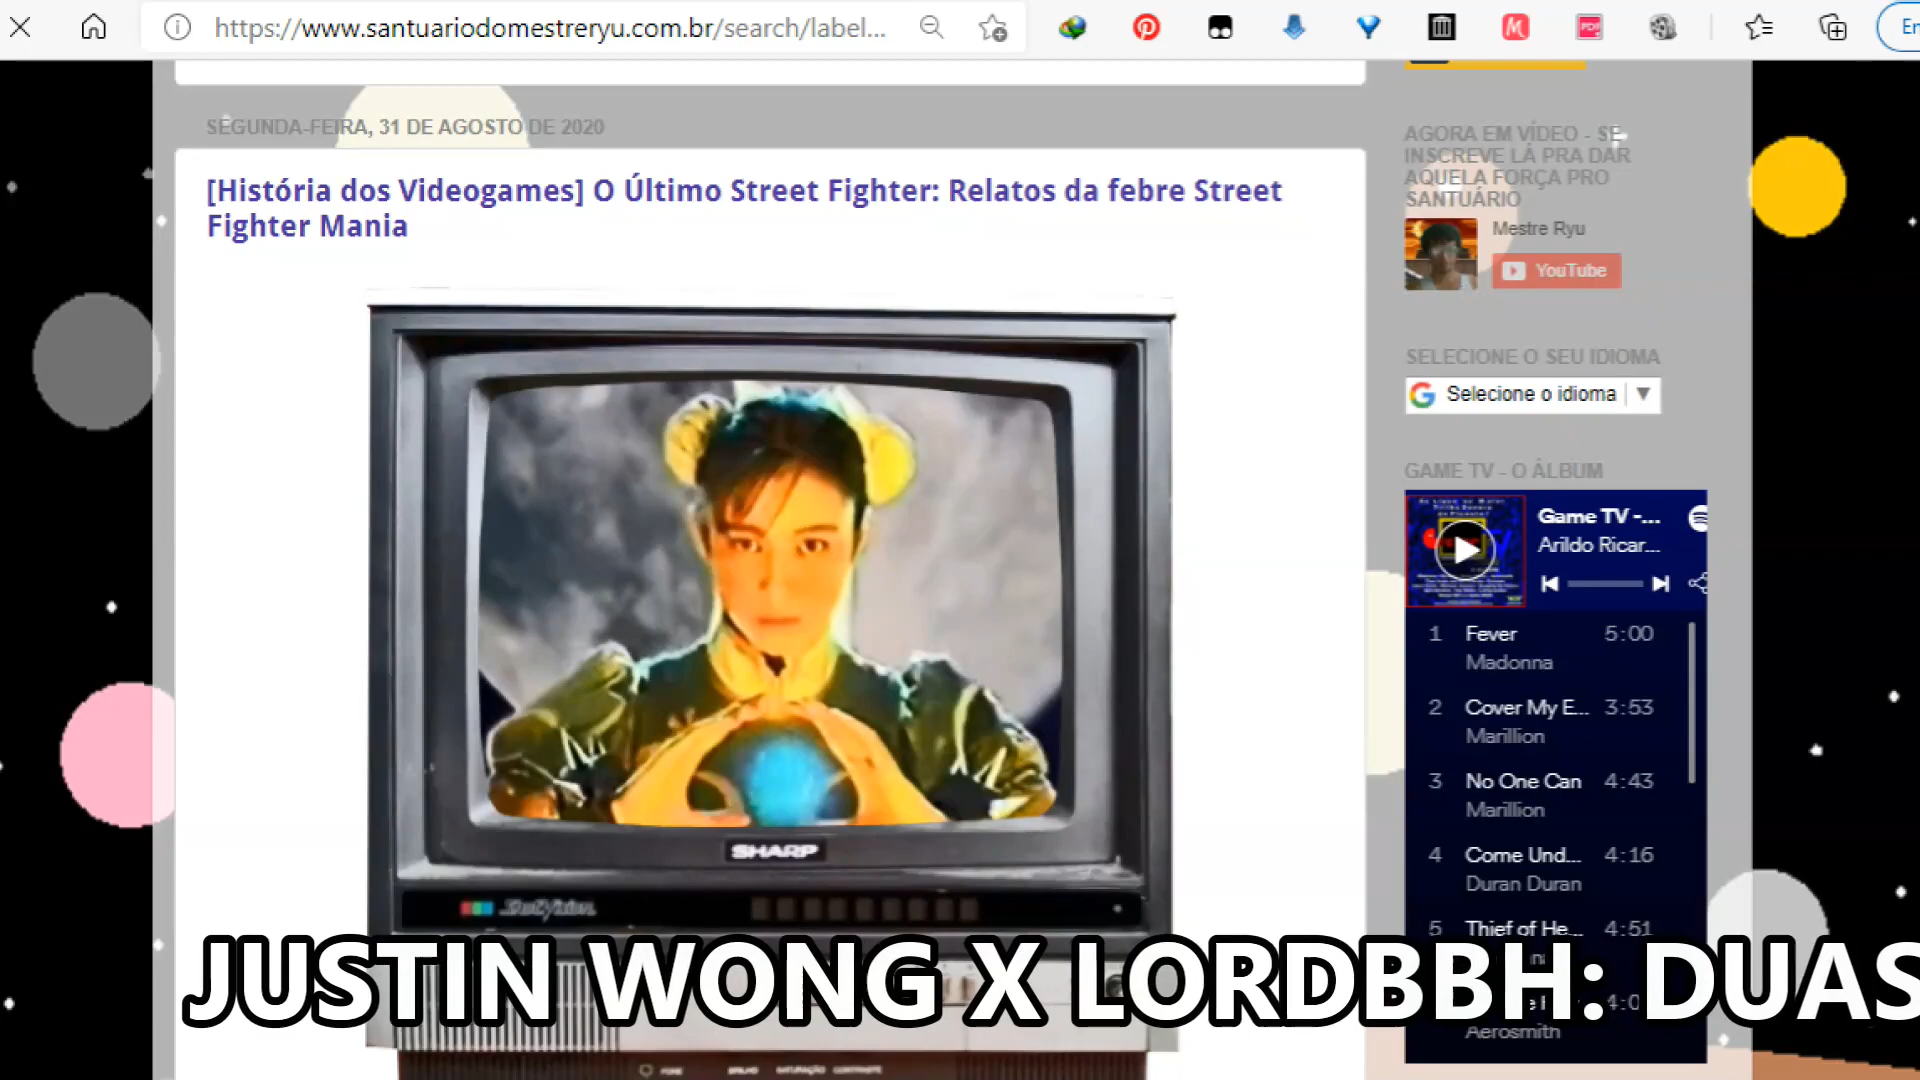 https://www.santuariodomestreryu.com.br/search/label...
En
SEGUNDA-FEIRA, 31 DE AGOSTO DE 2020
[História dos Videogames] O Último Street Fighter: Relatos da febre Street
Fighter Mania
SHARP
JUSTIN WONG X LORDBBH: DUAS
AGORA EM VÍDEO - SE
INSCREVE LÁ PRA DAR
AQUELA FORÇA PRO
SANTUÁRIO
Mestre Ryu
YouTube
SELECIONE O SEU IDIOMA
Selecione o idioma
GAME TV - O ÁLBUM
Game TV -...
Arildo Ricar...
1 Fever 5:00
Madonna
2 Cover My E... 3:53
Marillion
3 No One Can 4:43
Marillion
4 Come Und... 4:16
Duran Duran
5 Thief of He... 4:51
Aerosmith